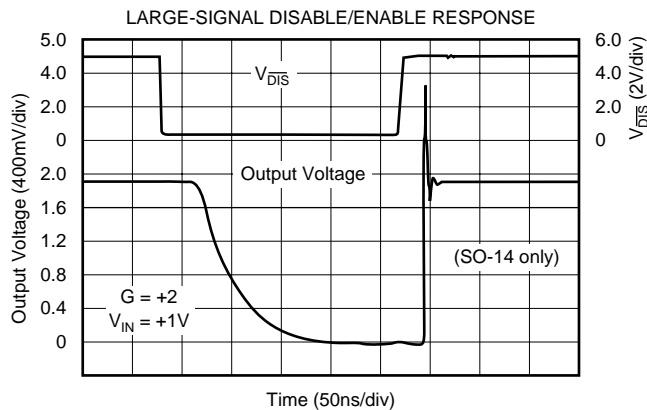 LARGE-SIGNAL DISABLE/ENABLE RESPONSE
5.0
4.0
2.0
0
2.0
1.6
1.2
0.8
0.4
0
Output Voltage (400mV/div)
6.0
4.0
2.0
0
V_DIS (2V/div)
V_DIS
Output Voltage
(SO-14 only)
G = +2
V_IN = +1V
Time (50ns/div)